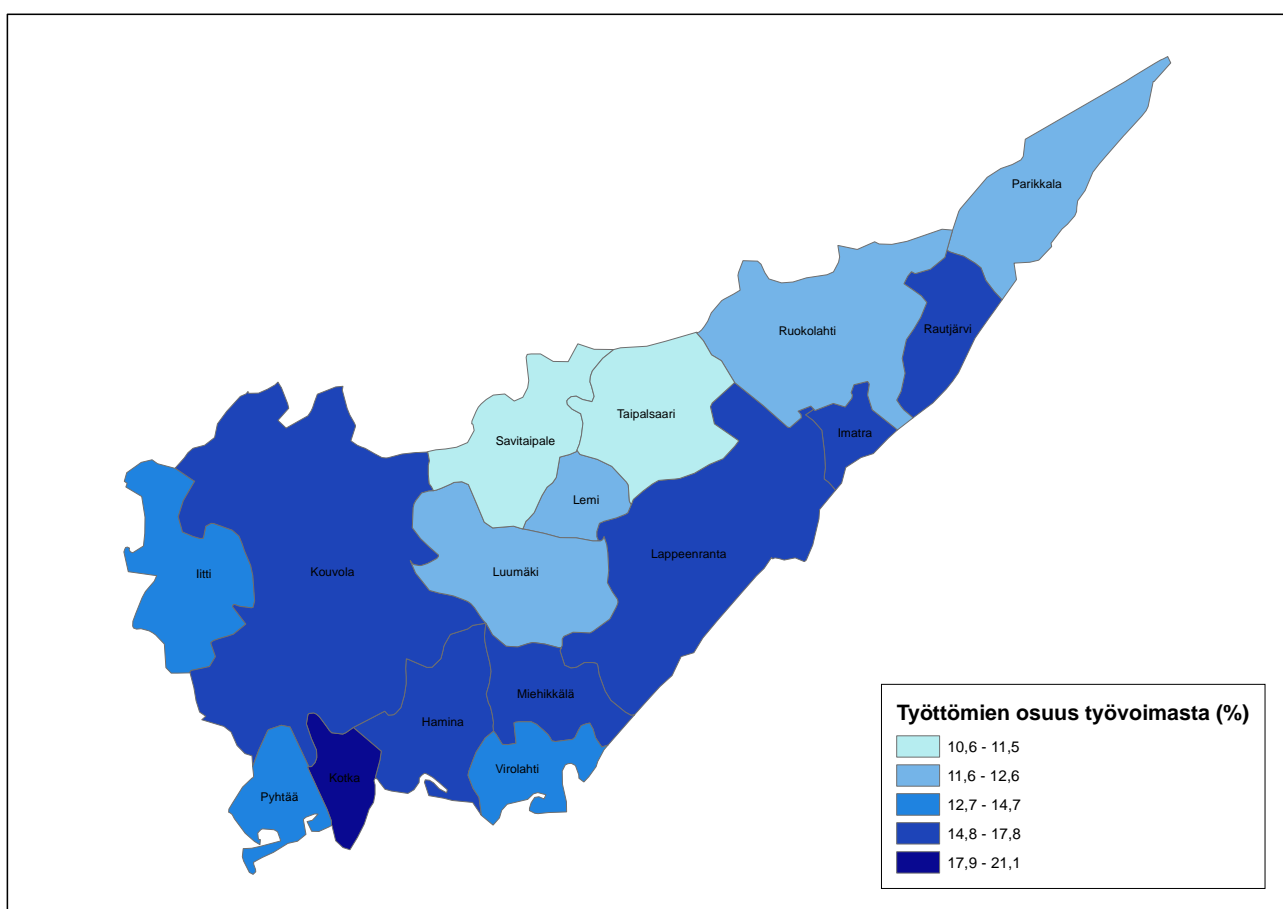 Parikkala
Ruokolahti
Rautjärvi
Taipalsaari
Imatra
Savitaipale
Lemi
Lappeenranta
Luumäki
Kouvola
Iitti
Miehikkälä
Hamina
Virolahti
Kotka
Pyhtää
Työttömien osuus työvoimasta (%)
10,6 - 11,5
11,6 - 12,6
12,7 - 14,7
14,8 - 17,8
17,9 - 21,1